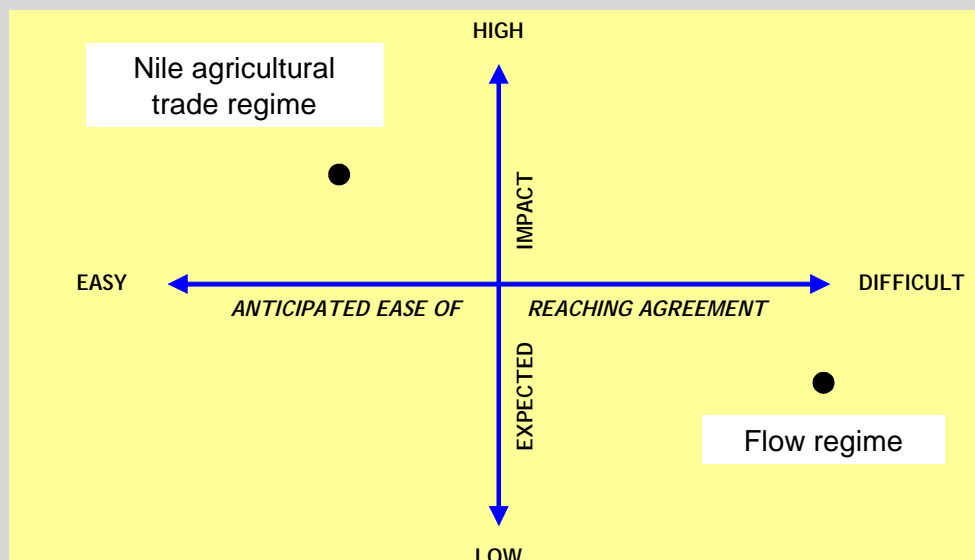 HIGH
Nile agricultural
trade regime
IMPACT
EASY
DIFFICULT
ANTICIPATED EASE OF
REACHING AGREEMENT
EXPECTED
Flow regime
LOW